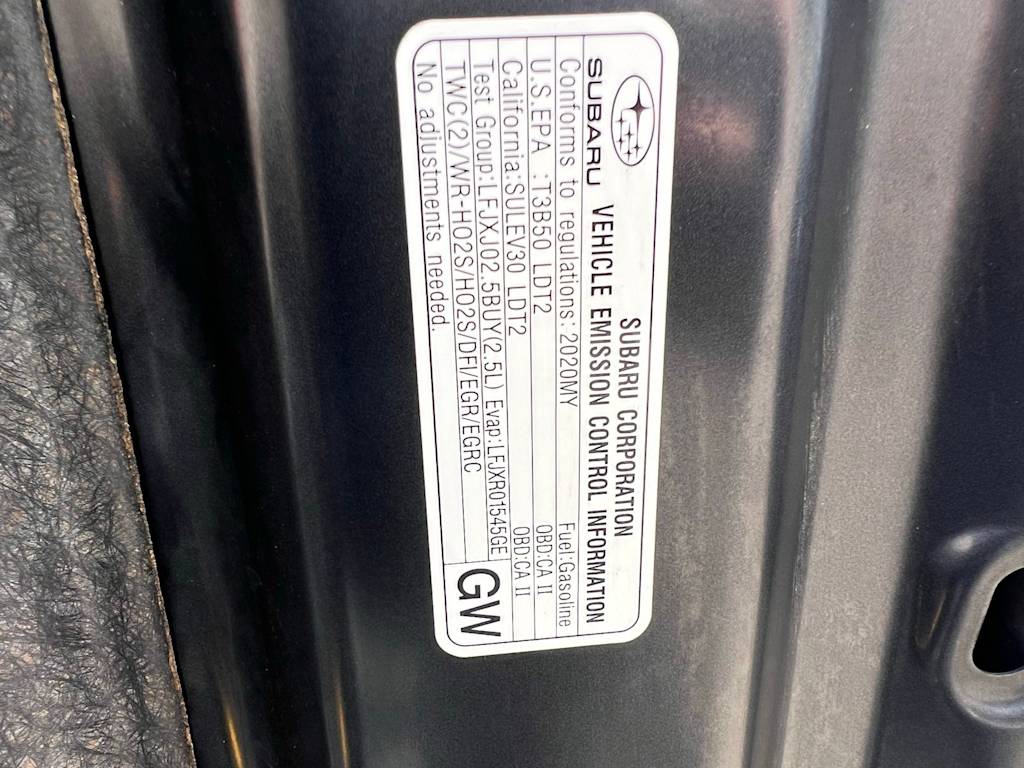 SUBARU CORPORATION
SUBARU VEHICLE EMISSION CONTROL INFORMATION
Conforms to regulations: 2020MY Fuel:Gasoline
U.S.EPA :T3B50 LDT2 OBD:CA II
California:SULEV30 LDT2 OBD:CA II
Test Group:LFJXJ02.5BUY(2.5L) Evap:LFJXR01545GE
TWC(2)/WR-HO2S/HO2S/DFI/EGR/EGRC
No adjustments needed.
GW